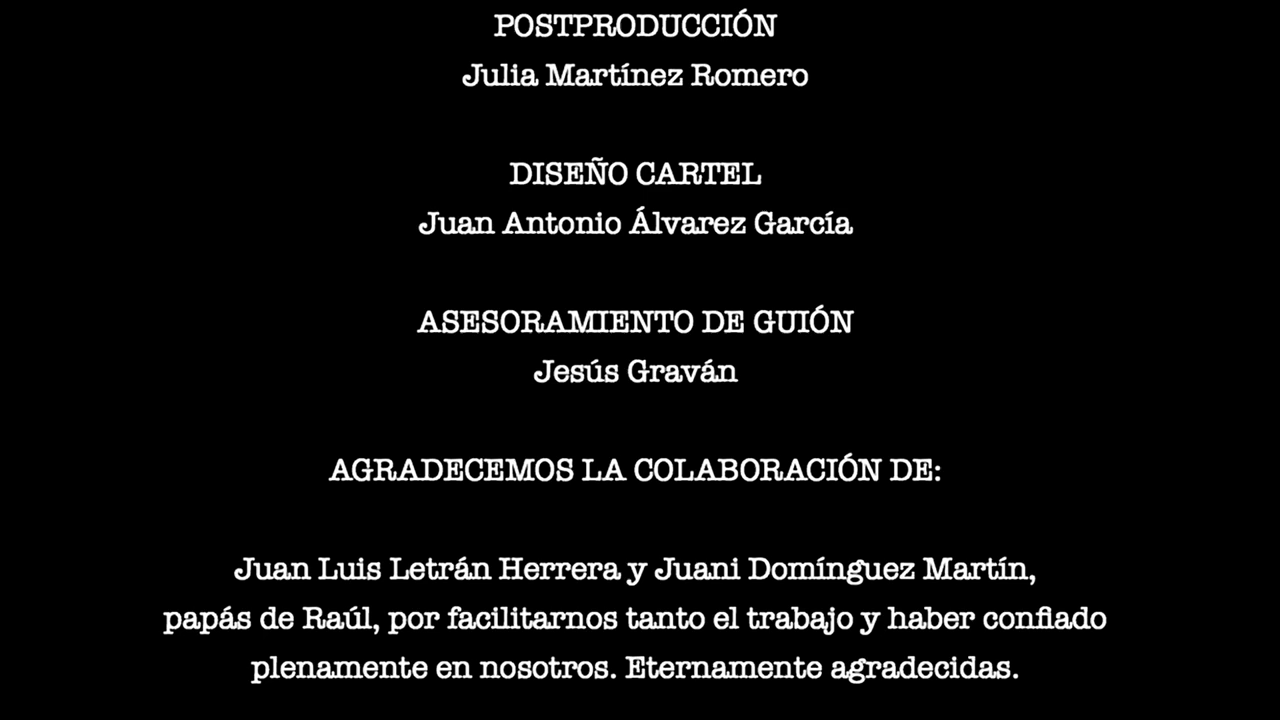 POSTPRODUCCIÓN
Julia Martínez Romero
DISEÑO CARTEL
Juan Antonio Álvarez García
ASESORAMIENTO DE GUIÓN
Jesús Graván
AGRADECEMOS LA COLABORACIÓN DE:
Juan Luis Letrán Herrera y Juani Domínguez Martín,
papás de Raúl, por facilitarnos tanto el trabajo y haber confiado
plenamente en nosotros. Eternamente agradecidas.